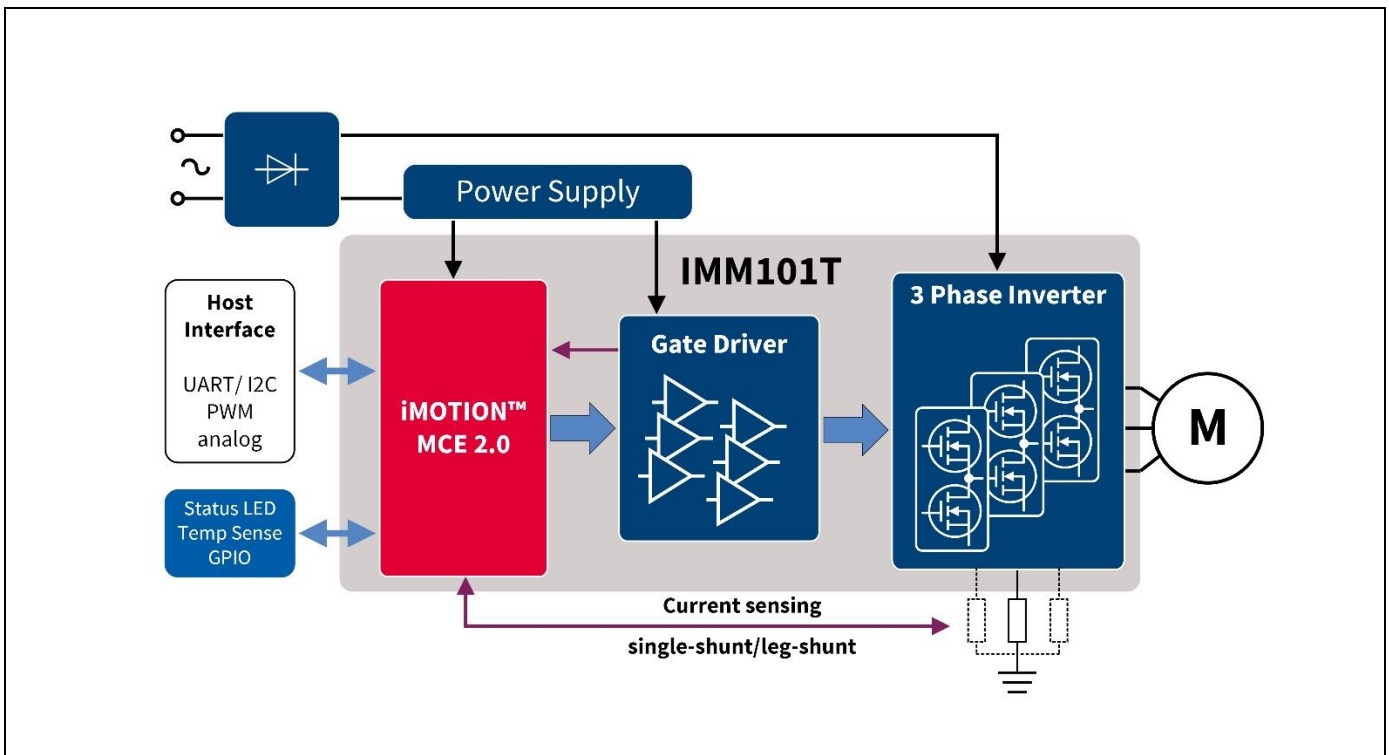 Power Supply
IMM101T
Host
Interface
UART/ I2C
PWM
analog
Status LED
Temp Sense
GPIO
iMOTION™
MCE 2.0
Gate Driver
3 Phase Inverter
M
Current sensing
single-shunt/leg-shunt